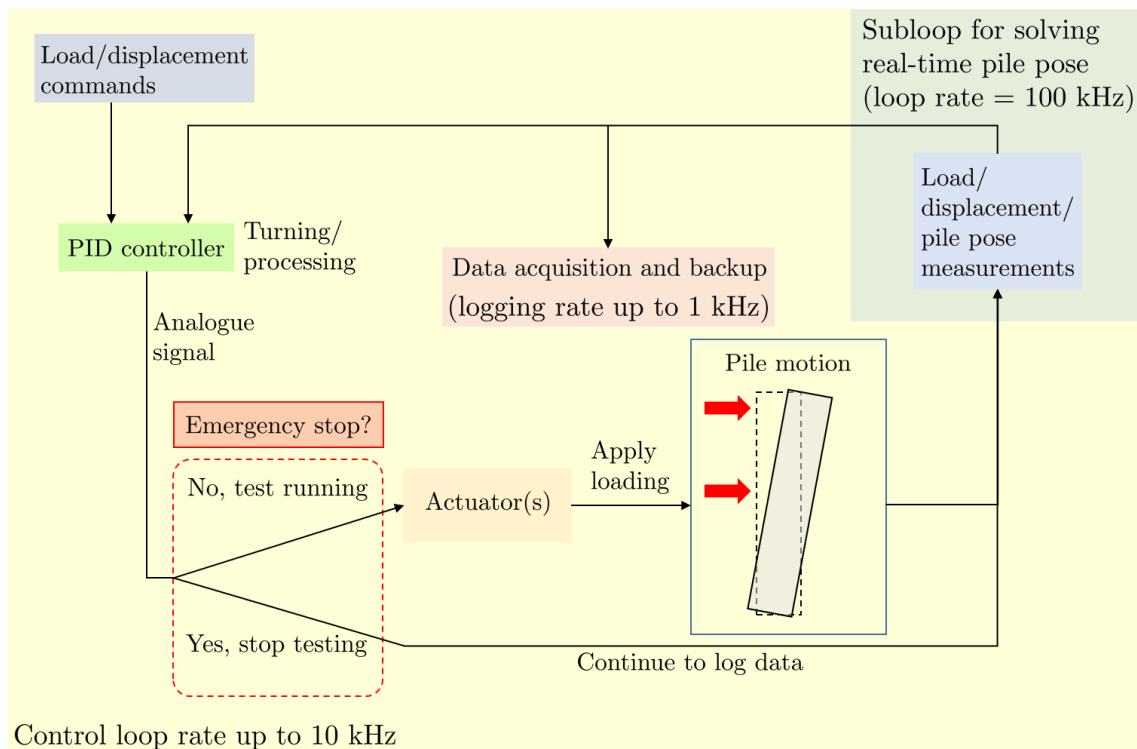 Load/displacement
commands
Subloop for solving
real-time pile pose
(loop rate = 100 kHz)
Load/
displacement/
pile pose
measurements
PID controller
Turning/
processing
Data acquisition and backup
(logging rate up to 1 kHz)
Analogue
signal
Pile motion
Emergency stop?
No, test running
Actuator(s)
Apply
loading
Yes, stop testing
Continue to log data
Control loop rate up to 10 kHz